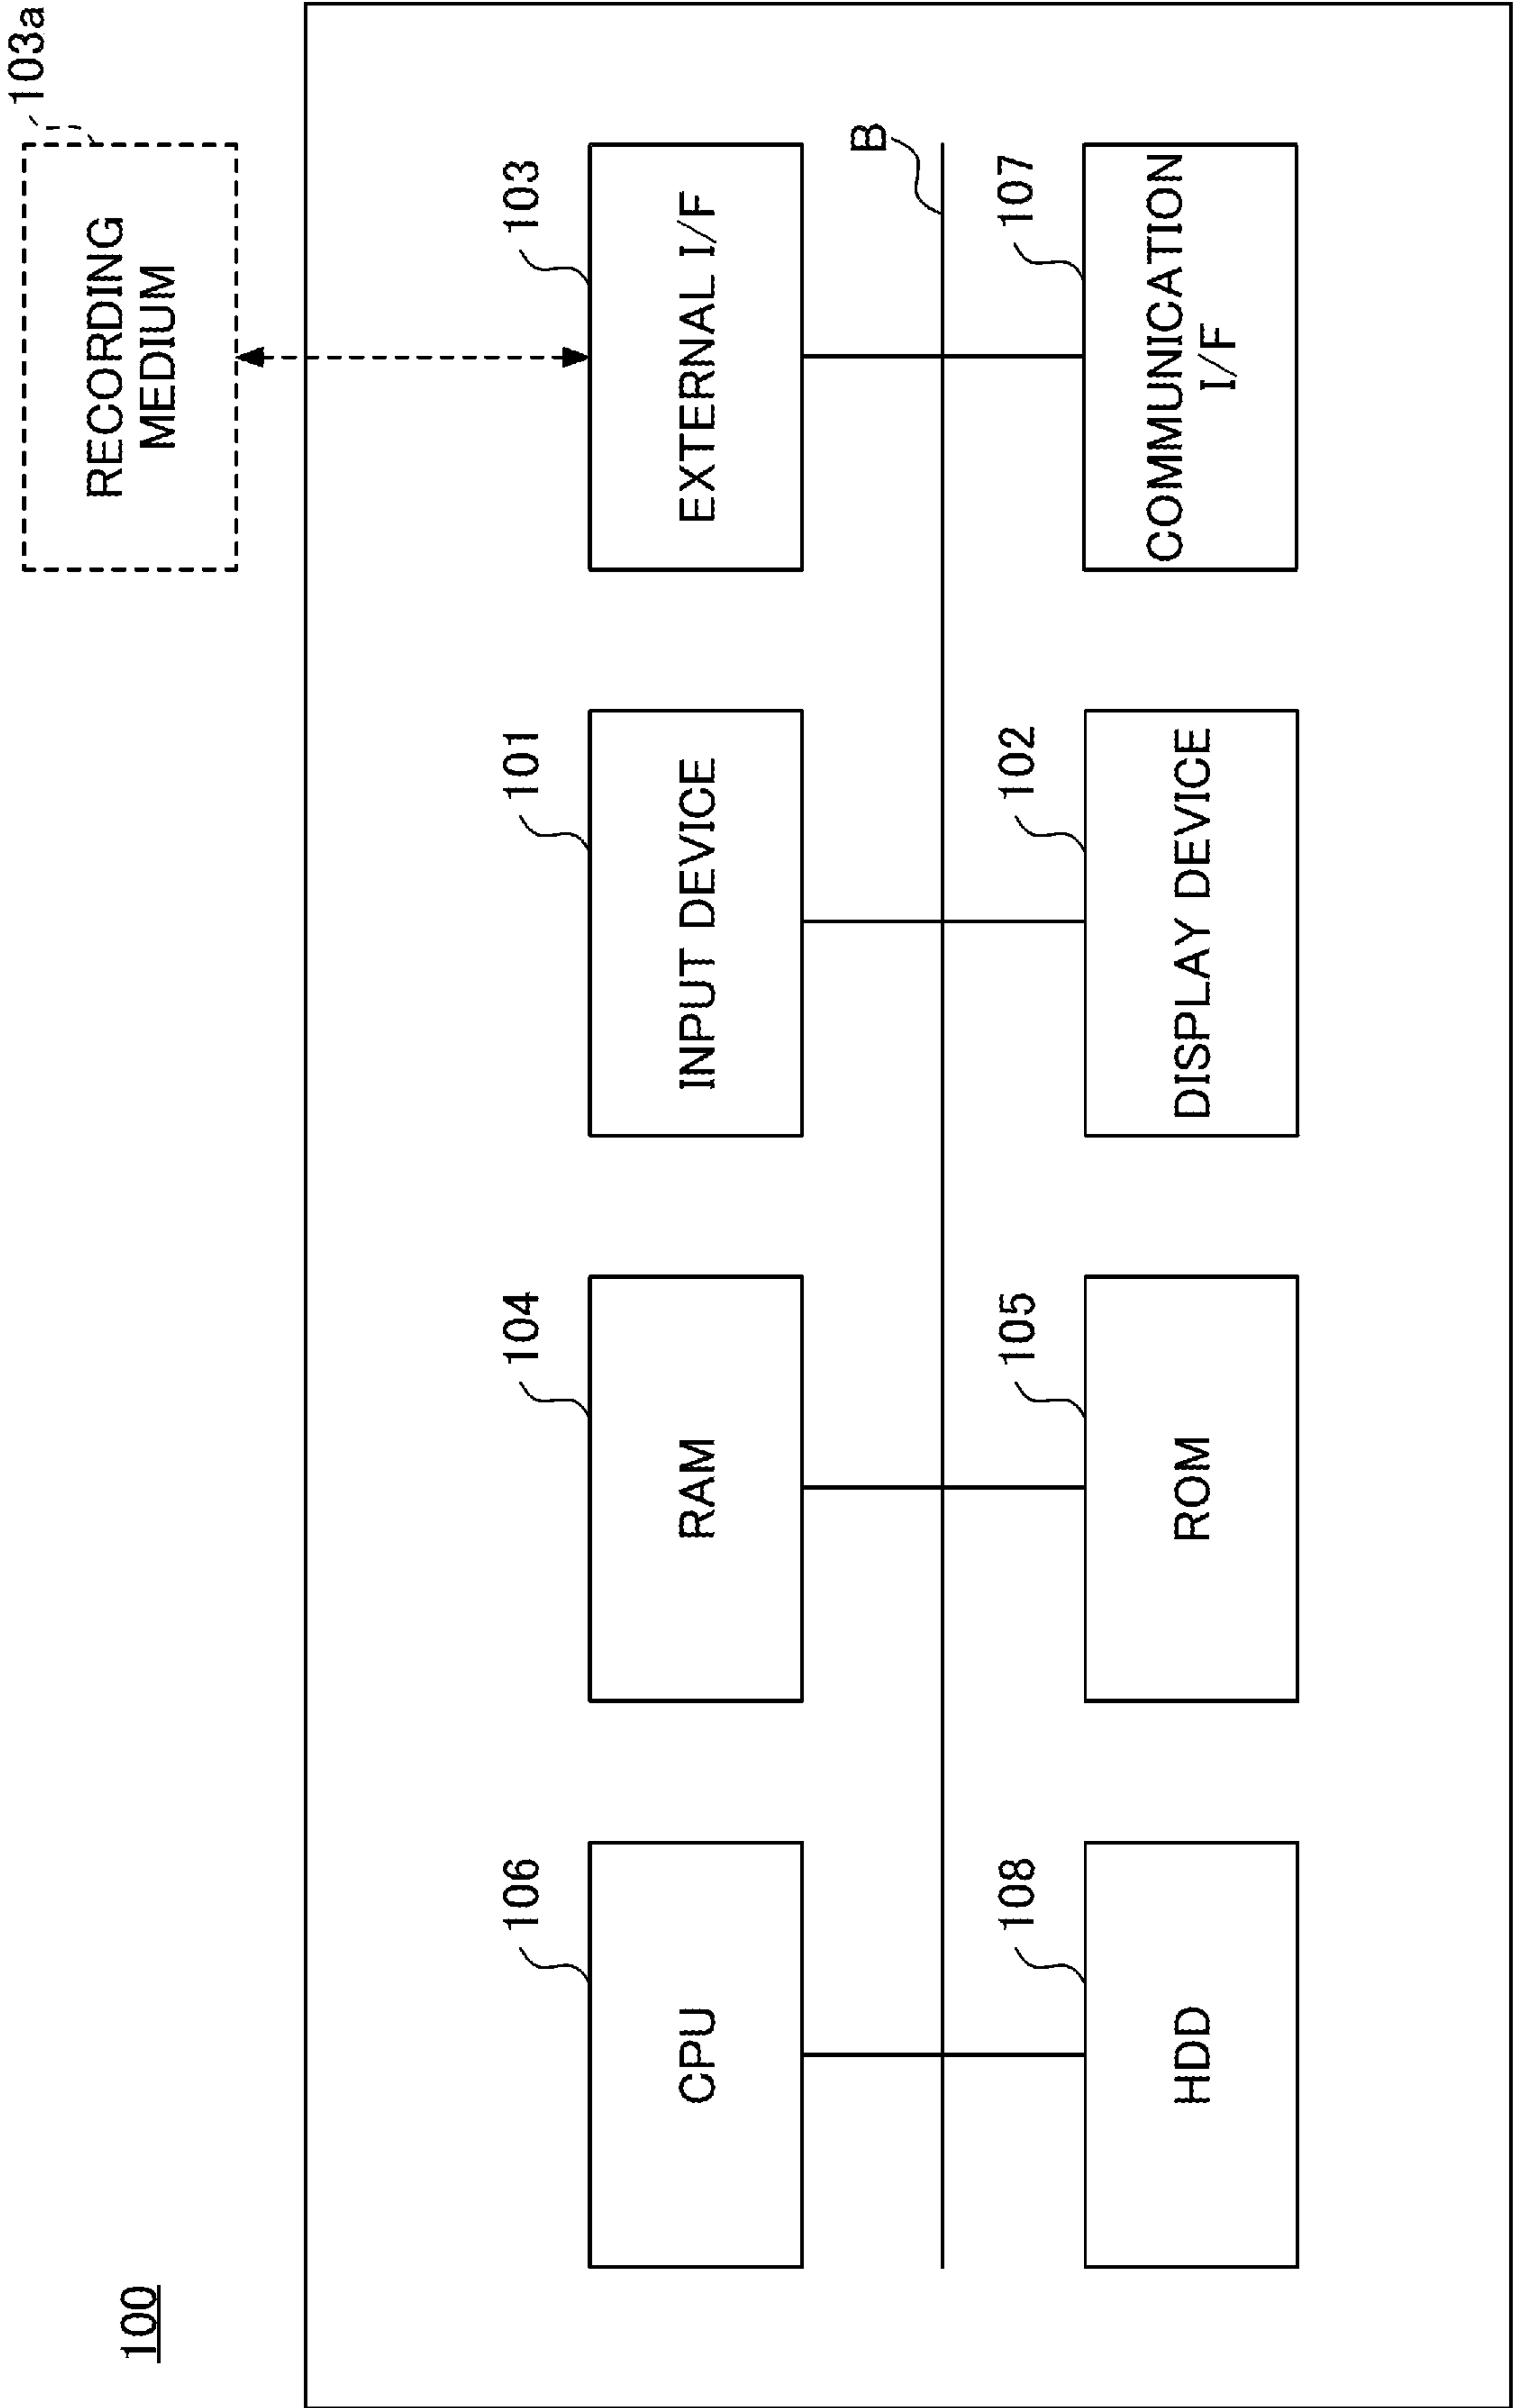 100
103a
RECORDING
MEDIUM
106
104
101
103
CPU
RAM
INPUT DEVICE
EXTERNAL I/F
B
108
105
102
107
HDD
ROM
DISPLAY DEVICE
COMMUNICATION
I/F